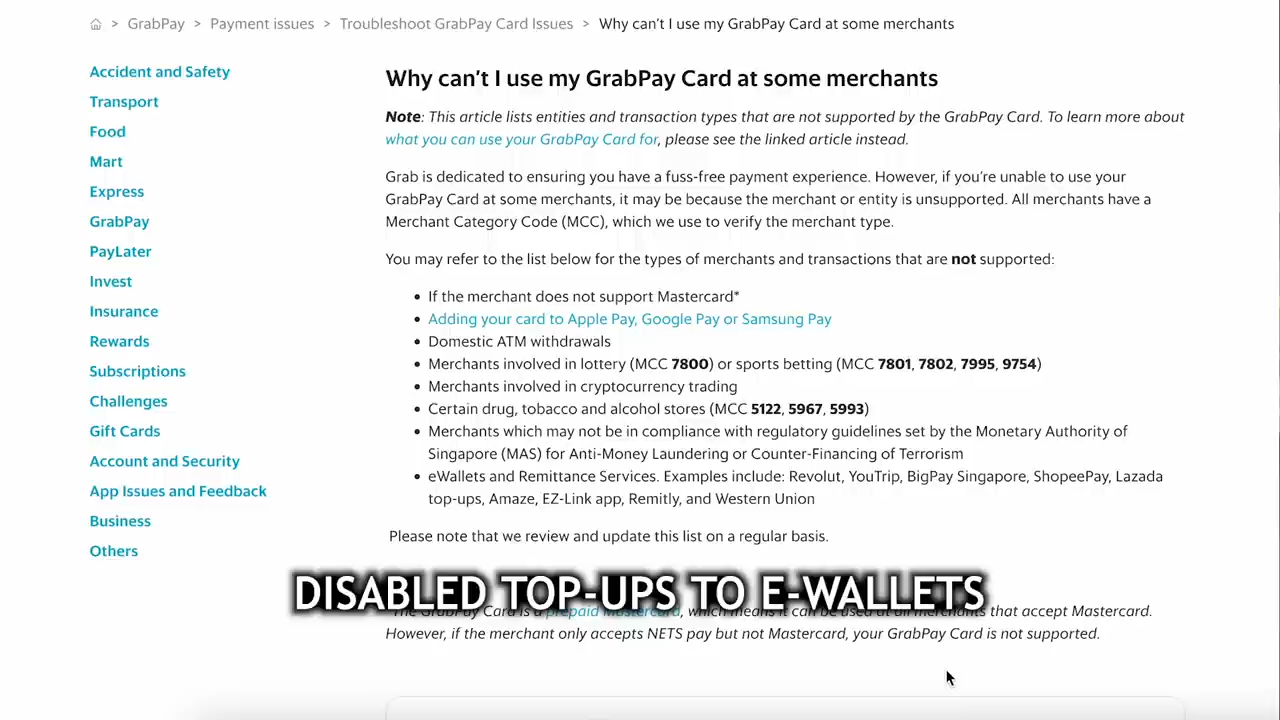 > GrabPay > Payment issues > Troubleshoot GrabPay Card Issues > Why can't I use my GrabPay Card at some merchants
Accident and Safety
Transport
Food
Mart
Express
GrabPay
PayLater
Invest
Insurance
Rewards
Subscriptions
Challenges
Gift Cards
Account and Security
App Issues and Feedback
Business
Others
Why can't I use my GrabPay Card at some merchants
Note: This article lists entities and transaction types that are not supported by the GrabPay Card. To learn more about
what you can use your GrabPay Card for, please see the linked article instead.
Grab is dedicated to ensuring you have a fuss-free payment experience. However, if you're unable to use your
GrabPay Card at some merchants, it may be because the merchant or entity is unsupported. All merchants have a
Merchant Category Code (MCC), which we use to verify the merchant type.
You may refer to the list below for the types of merchants and transactions that are not supported:
• If the merchant does not support Mastercard*
• Adding your card to Apple Pay, Google Pay or Samsung Pay
• Domestic ATM withdrawals
• Merchants involved in lottery (MCC 7800) or sports betting (MCC 7801, 7802, 7995, 9754)
• Merchants involved in cryptocurrency trading
• Certain drug, tobacco and alcohol stores (MCC 5122, 5967, 5993)
• Merchants which may not be in compliance with regulatory guidelines set by the Monetary Authority of
Singapore (MAS) for Anti-Money Laundering or Counter-Financing of Terrorism
• eWallets and Remittance Services. Examples include: Revolut, YouTrip, BigPay Singapore, ShopeePay, Lazada
top-ups, Amaze, EZ-Link app, Remitly, and Western Union
Please note that we review and update this list on a regular basis.
DISABLED TOP-UPS TO E-WALLETS
The GrabPay Card is a prepaid Mastercard, which means it can be used at all merchants that accept Mastercard.
However, if the merchant only accepts NETS pay but not Mastercard, your GrabPay Card is not supported.